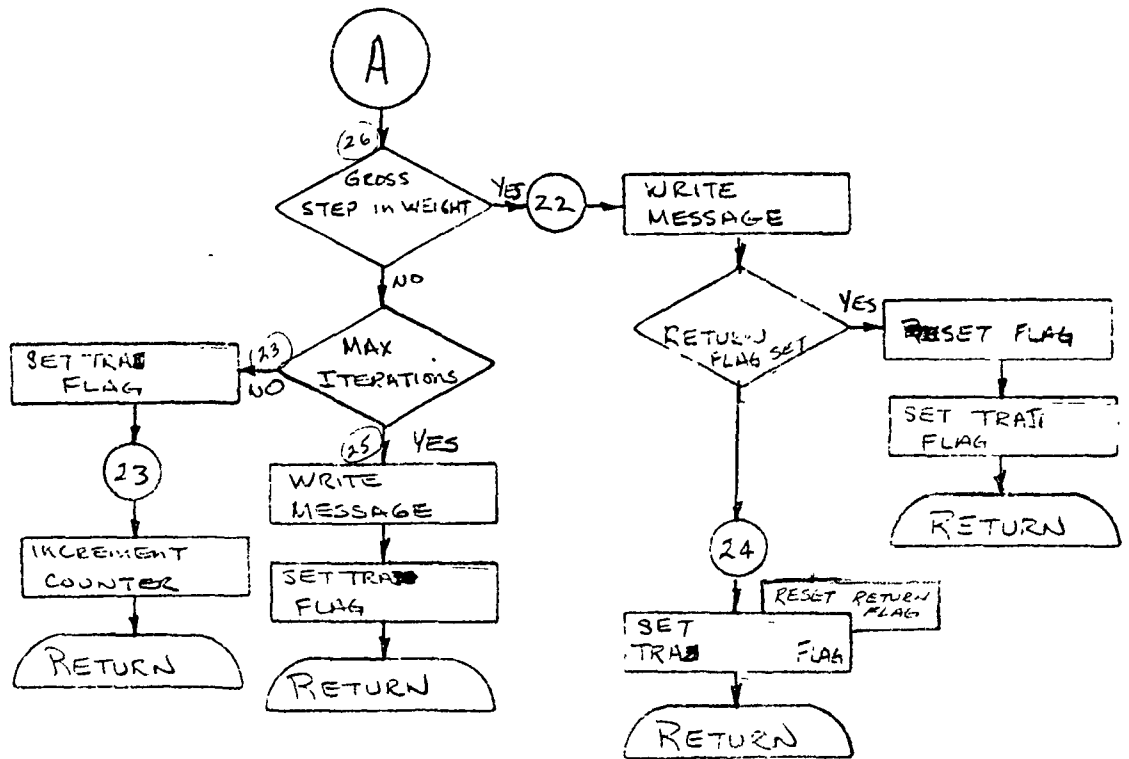 A
26
GROSS
STEP IN WEIGHT
YES
22
WRITE
MESSAGE
NO
RETURN
FLAG SET
YES
RESET FLAG
SET
FLAG
RETURN
MAX
ITERATIONS
23
NO
SET
FLAG
23
INCREMENT
COUNTER
RETURN
25
YES
WRITE
MESSAGE
SET
FLAG
RETURN
24
RESET RETURN
FLAG
SET
FLAG
RETURN